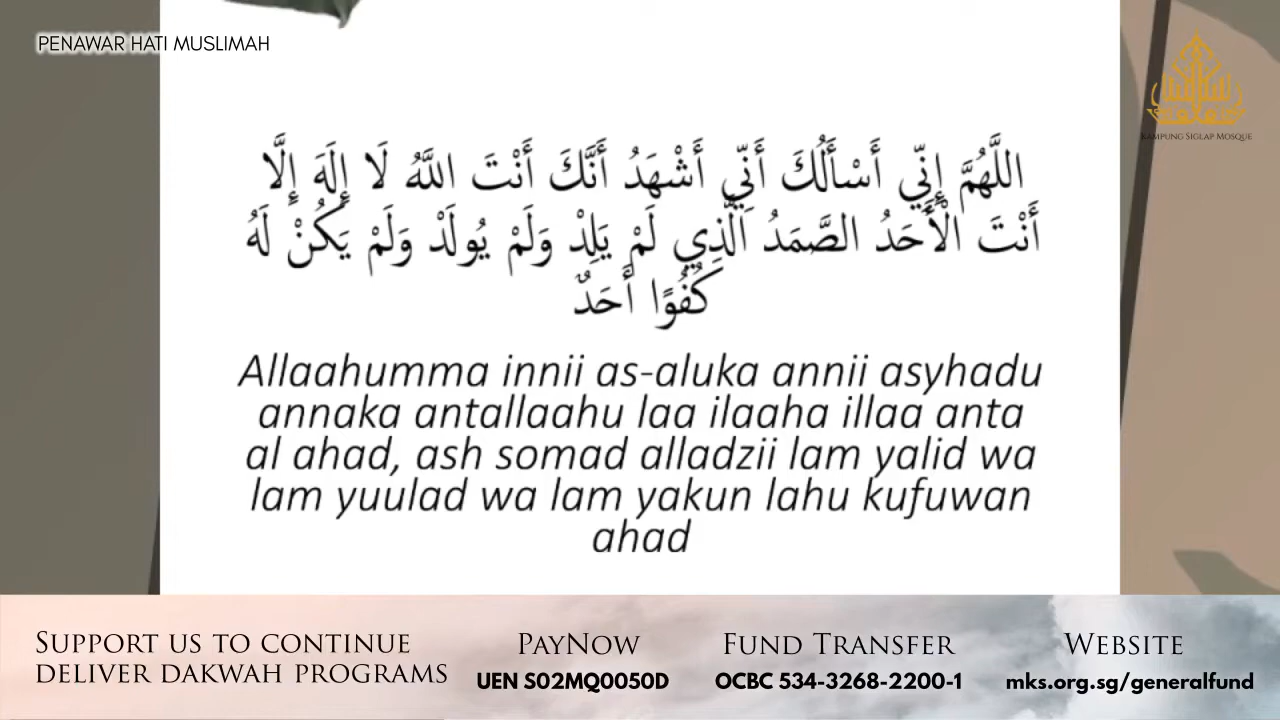 PENAWAR HATI MUSLIMAH
KAMPUNG SIGLAP MOSQUE
اللَّهُمَّ إِنِّي أَسْأَلُكَ أَنِّي أَشْهَدُ أَنَّكَ أَنْتَ اللَّهُ لَا إِلَهَ إِلَّا
أَنْتَ الْأَحَدُ الصَّمَدُ الَّذِي لَمْ يَلِدْ وَلَمْ يُولَدْ وَلَمْ يَكُنْ لَهُ
كُفُوًا أَحَدٌ
Allaahumma innii as-aluka annii asyhadu
annaka antallaahu laa ilaaha illaa anta
al ahad, ash somad alladzii lam yalid wa
lam yuulad wa lam yakun lahu kufuwan
ahad
SUPPORT US TO CONTINUE
DELIVER DAKWAH PROGRAMS
PAYNOW
UEN S02MQ0050D
FUND TRANSFER
OCBC 534-3268-2200-1
WEBSITE
mks.org.sg/generalfund